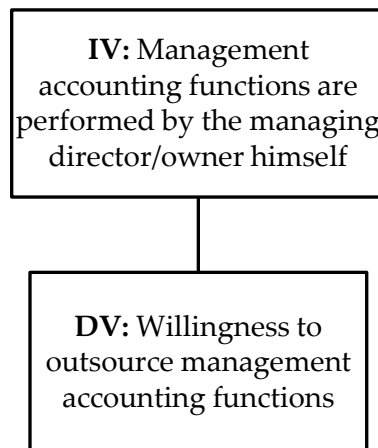 IV: Management
accounting functions are
performed by the managing
director/owner himself
DV: Willingness to
outsource management
accounting functions